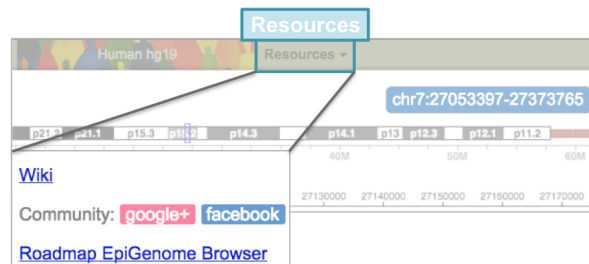 Resources
Human hg19 Resources
chr7:27053397-27373765
p21.2 p21.1 p15.3 p15.2 p14.3 p14.1 p13 p12.3 p12.1 p11.2
40M 50M 60M
Wiki
27130000 27140000 27150000 27160000 27170000
Community: google+ facebook
Roadmap EpiGenome Browser